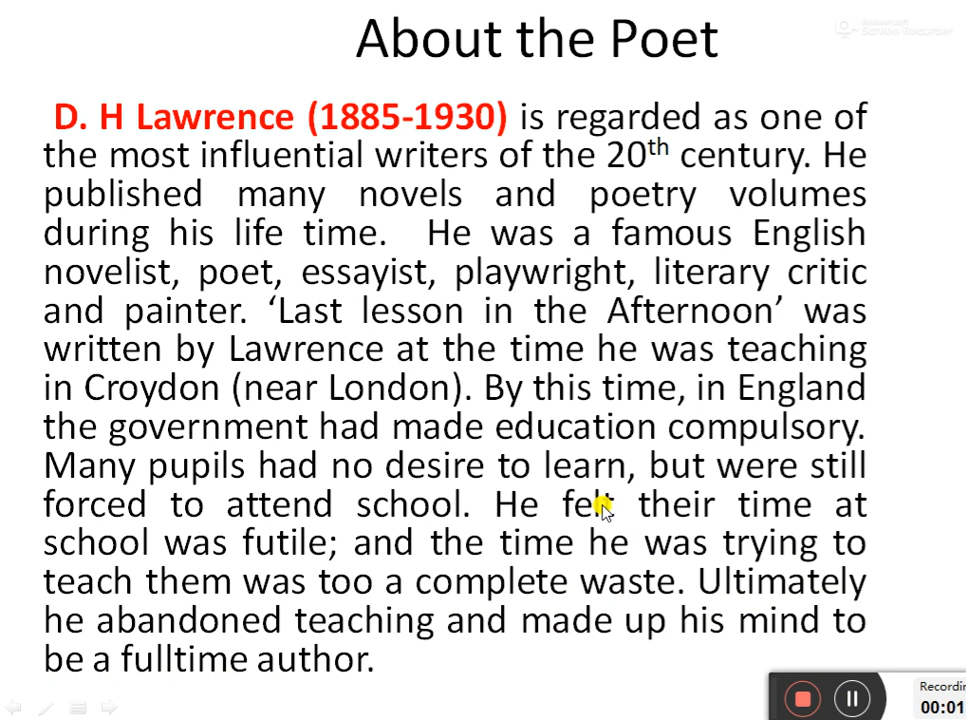 About the Poet
Apowersoft
Screen Recorder
D. H Lawrence (1885-1930) is regarded as one of
the most influential writers of the 20th century. He
published many novels and poetry volumes
during his life time. He was a famous English
novelist, poet, essayist, playwright, literary critic
and painter. ‘Last lesson in the Afternoon’ was
written by Lawrence at the time he was teaching
in Croydon (near London). By this time, in England
the government had made education compulsory.
Many pupils had no desire to learn, but were still
forced to attend school. He felt their time at
school was futile; and the time he was trying to
teach them was too a complete waste. Ultimately
he abandoned teaching and made up his mind to
be a fulltime author.
Recordin
00:01